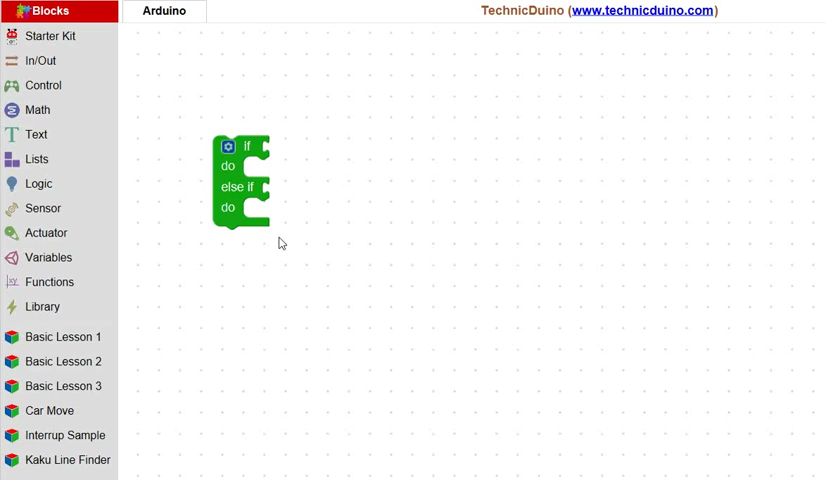 Blocks
Arduino
TechnicDuino (www.technicduino.com)
Starter Kit
In/Out
Control
Math
Text
Lists
Logic
Sensor
Actuator
Variables
Functions
Library
Basic Lesson 1
Basic Lesson 2
Basic Lesson 3
Car Move
Interrup Sample
Kaku Line Finder
if
do
else if
do